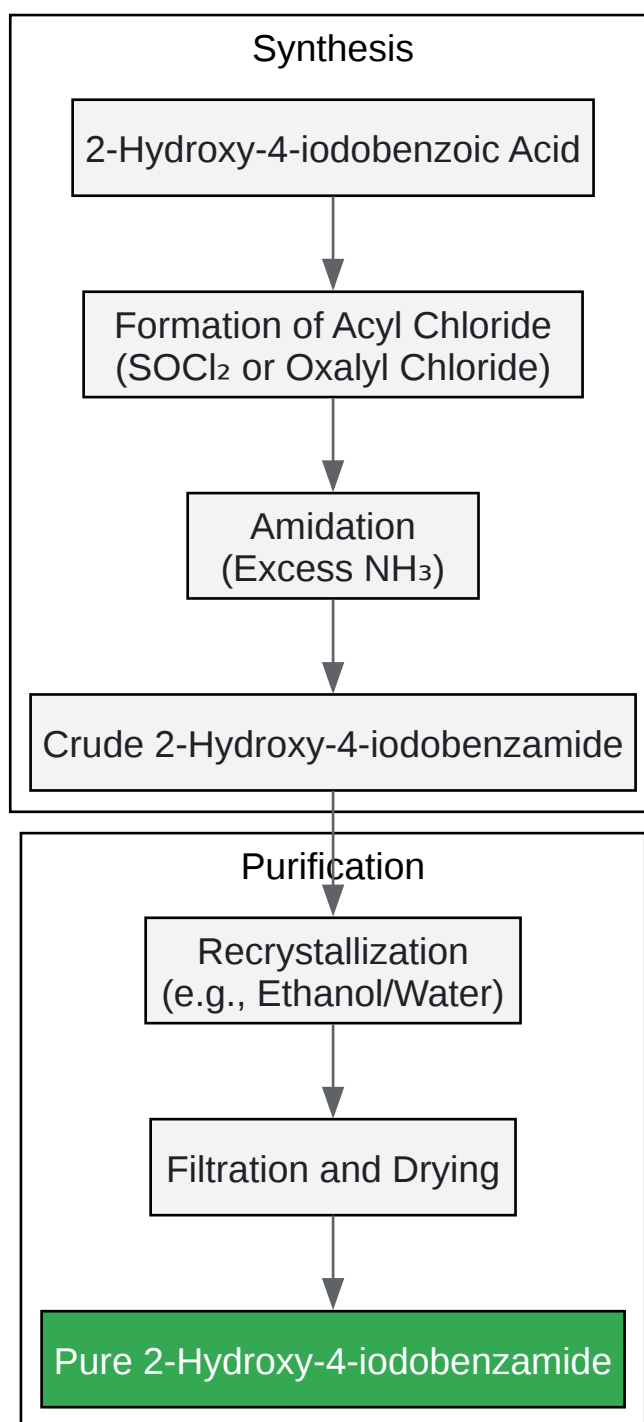 Synthesis
2-Hydroxy-4-iodobenzoic Acid
Formation of Acyl Chloride
(SOCl₂ or Oxalyl Chloride)
Amidation
(Excess NH₃)
Crude 2-Hydroxy-4-iodobenzamide
Purification
Recrystallization
(e.g., Ethanol/Water)
Filtration and Drying
Pure 2-Hydroxy-4-iodobenzamide